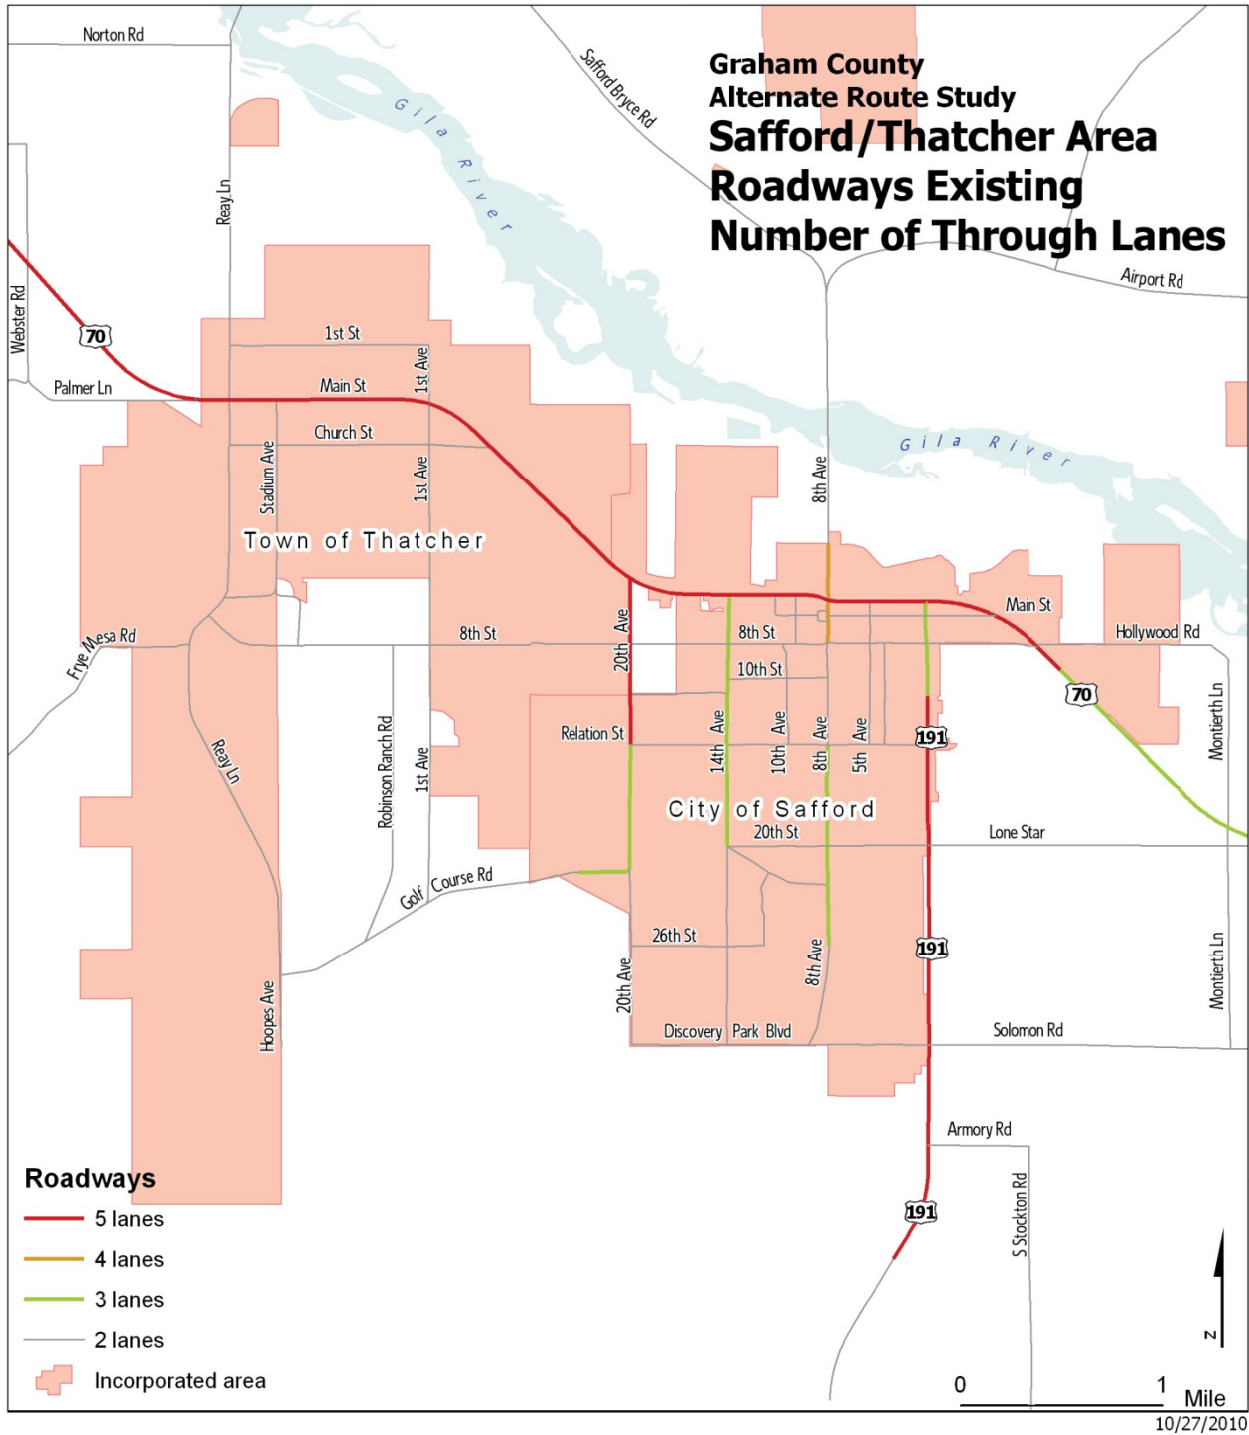 Norton Rd
Safford Bryce Rd
Graham County
Alternate Route Study
Safford/Thatcher Area
Roadways Existing
Number of Through Lanes
Gila River
Reay Ln
Airport Rd
Webster Rd
70
1st St
1st Ave
Palmer Ln
Main St
Church St
Gila River
Stadium Ave
1st Ave
8th Ave
Town of Thatcher
Main St
Frye Mesa Rd
8th St
20th Ave
8th St
Hollywood Rd
10th St
70
Relation St
14th Ave
10th Ave
8th Ave
5th Ave
191
Montierth Ln
Reay Ln
Robinson Ranch Rd
1st Ave
City of Safford
20th St
Lone Star
Golf Course Rd
26th St
8th Ave
191
Montierth Ln
20th Ave
Hoopes Ave
Discovery Park Blvd
Solomon Rd
Armory Rd
S Stockton Rd
191
Roadways
5 lanes
4 lanes
3 lanes
2 lanes
Incorporated area
Z
0 1 Mile
10/27/2010